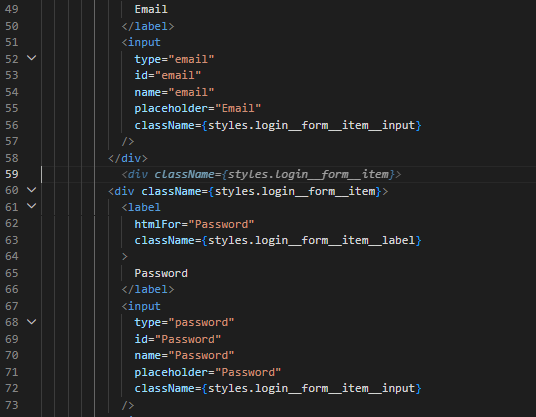 49 Email
50 </label>
51 <input
52 type="email"
53 id="email"
54 name="email"
55 placeholder="Email"
56 className={styles.login__form__item__input}
57 />
58 </div>
59 <div className={styles.login__form__item}>
60 <div className={styles.login__form__item}>
61 <label
62 htmlFor="Password"
63 className={styles.login__form__item__label}
64 >
65 Password
66 </label>
67 <input
68 type="password"
69 id="Password"
70 name="Password"
71 placeholder="Password"
72 className={styles.login__form__item__input}
73 />